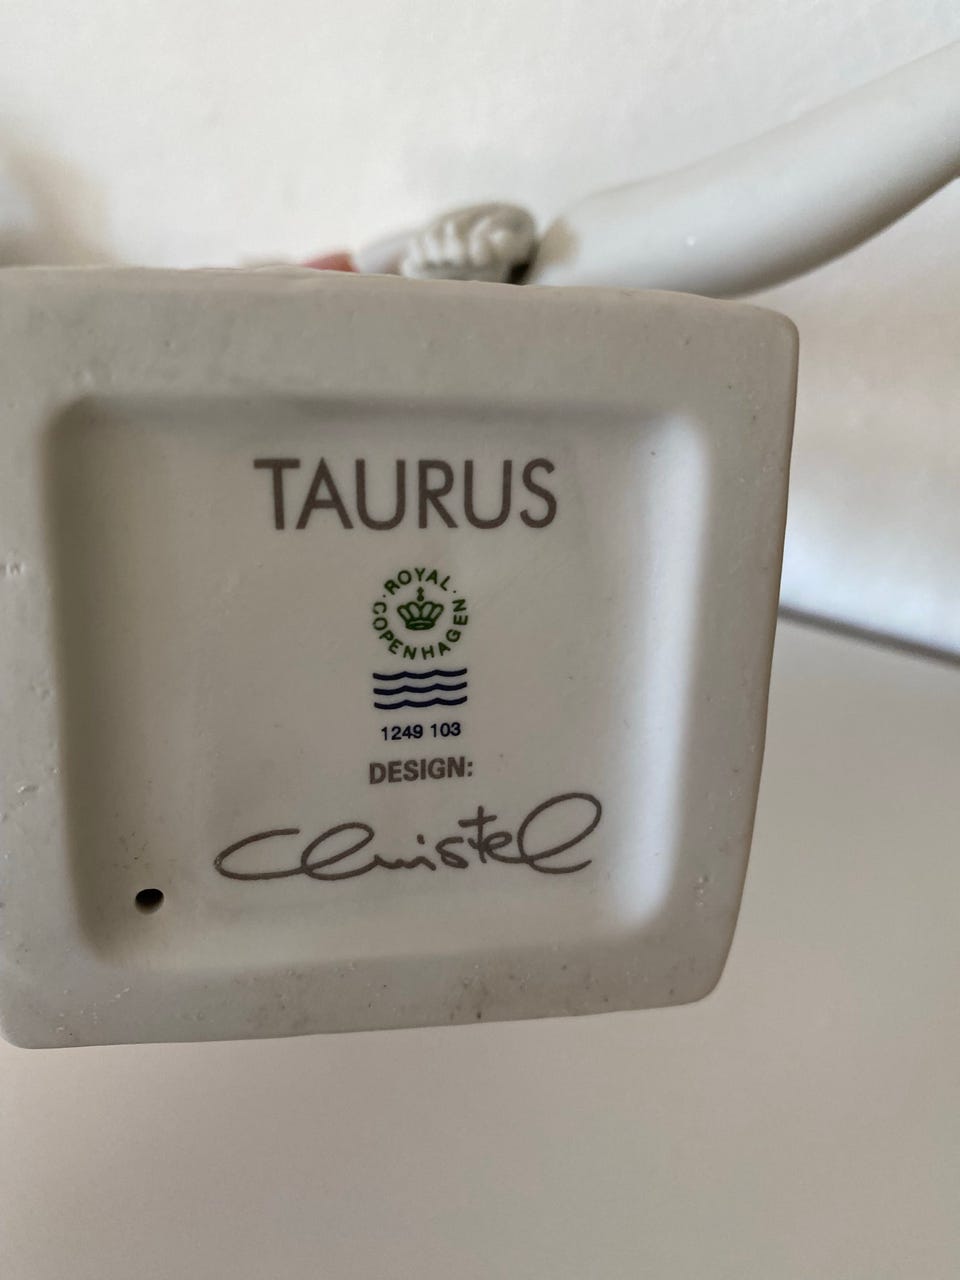 TAURUS
ROYAL
COPENHAGEN
1249 103
DESIGN:
Christel